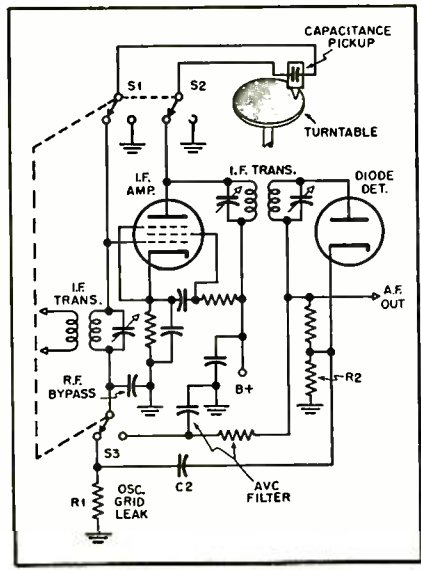 CAPACITANCE
PICKUP
S1
S2
TURNTABLE
I.F. TRANS.
DIODE
DET.
I.F.
AMP.
I.F.
TRANS.
A.F.
OUT
R.F.
BYPASS
B+
R2
S3
C2
AVC
FILTER
R1
OSC.
GRID
LEAK